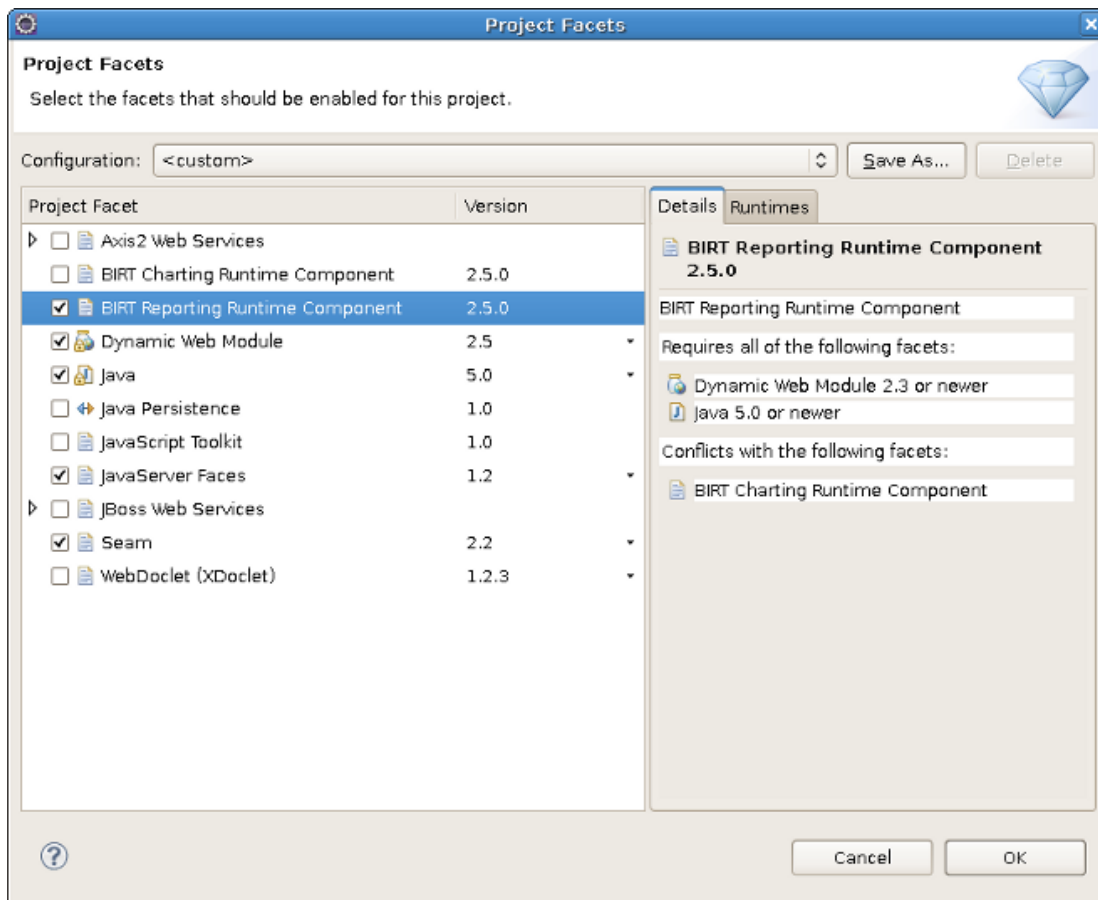 Project Facets
Project Facets
Select the facets that should be enabled for this project.
Configuration: <custom> Save As... Delete
Project Facet Version
Details Runtimes
Axis2 Web Services
BIRT Charting Runtime Component 2.5.0
BIRT Reporting Runtime Component 2.5.0
Dynamic Web Module 2.5
Java 5.0
Java Persistence 1.0
JavaScript Toolkit 1.0
JavaServer Faces 1.2
JBoss Web Services
Seam 2.2
WebDoclet (XDoclet) 1.2.3
BIRT Reporting Runtime Component
2.5.0
BIRT Reporting Runtime Component
Requires all of the following facets:
Dynamic Web Module 2.3 or newer
Java 5.0 or newer
Conflicts with the following facets:
BIRT Charting Runtime Component
? Cancel OK